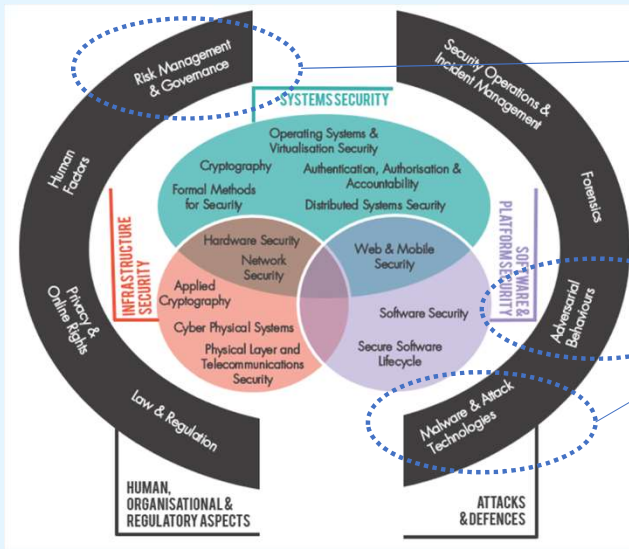 Risk Management
& Governance
Human
Factors
Privacy &
Online Rights
Law & Regulation
HUMAN,
ORGANISATIONAL &
REGULATORY ASPECTS
SYSTEMS SECURITY
Operating Systems &
Virtualisation Security
Cryptography
Authentication, Authorisation &
Accountability
Formal Methods
for Security
Distributed Systems Security
INFRASTRUCTURE
SECURITY
Hardware Security
Network
Security
Applied
Cryptography
Cyber Physical Systems
Physical Layer and
Telecommunications
Security
Web & Mobile
Security
SOFTWARE &
PLATFORM SECURITY
Software Security
Secure Software
Lifecycle
Security Operations &
Incident Management
Forensics
Adversarial
Behaviours
Malware & Attack
Technologies
ATTACKS
& DEFENCES